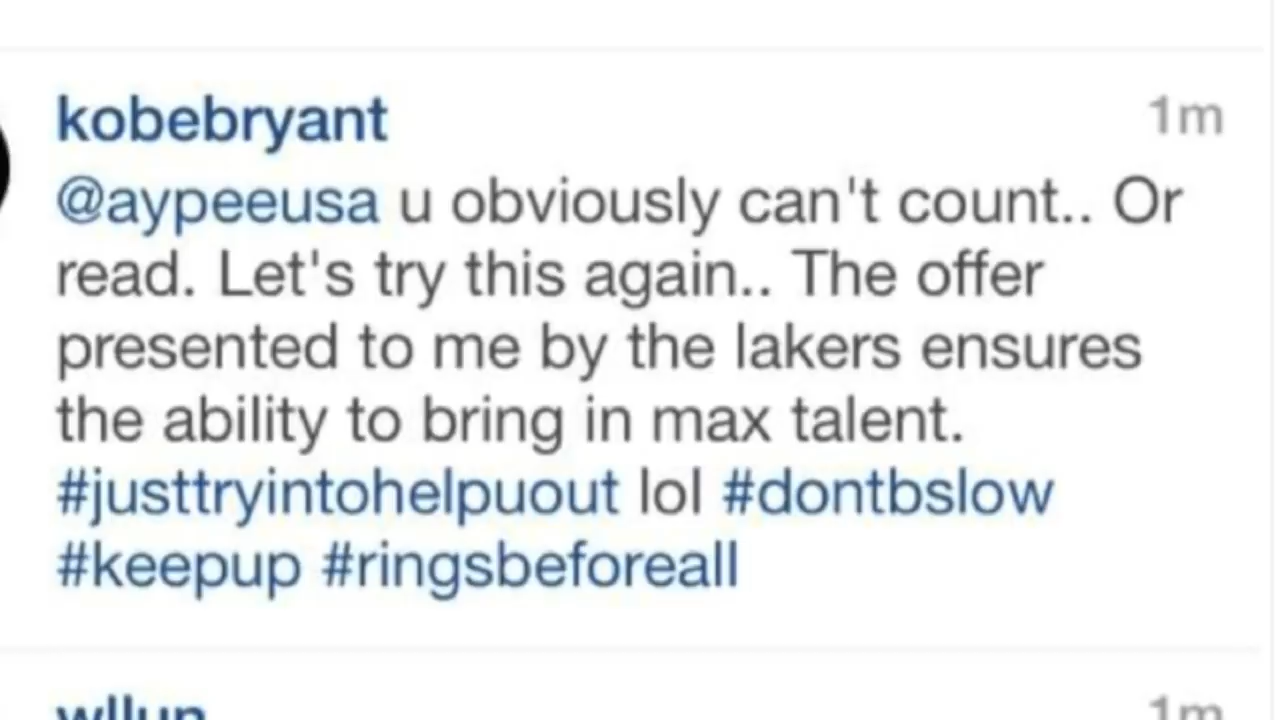 kobebryant 1m
@aypeeusa u obviously can't count.. Or
read. Let's try this again.. The offer
presented to me by the lakers ensures
the ability to bring in max talent.
#justtryintohelpuout lol #dontbslow
#keepup #ringsbeforeall
1m